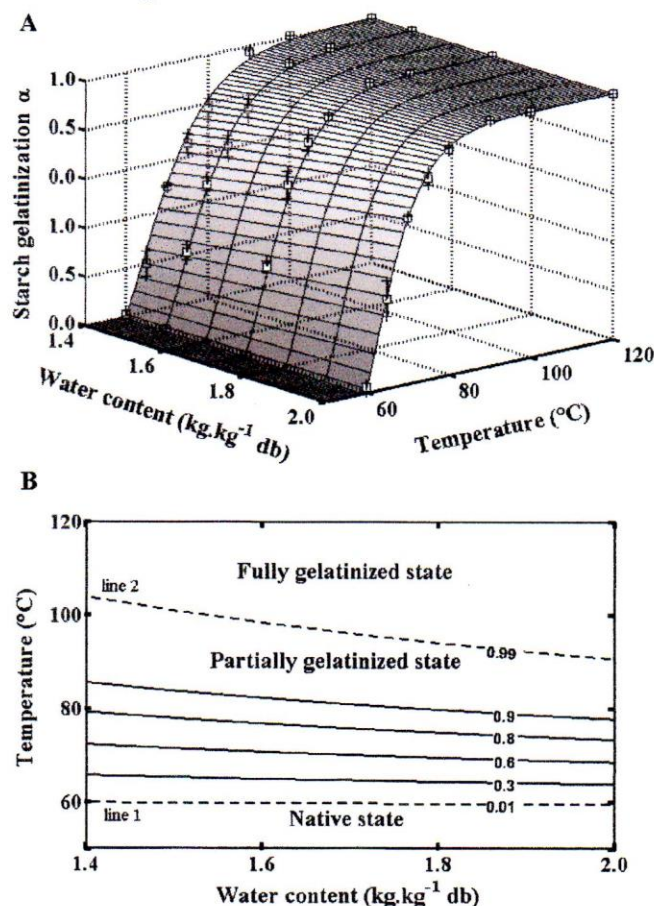 A
Starch gelatinization α
1.0
0.5
0.0
1.0
0.5
0.0
1.4
1.6
1.8
2.0
Water content (kg.kg⁻¹ db)
60
80
100
120
Temperature (°C)
B
Temperature (°C)
120
100
80
60
line 2
Fully gelatinized state
0.99
Partially gelatinized state
0.9
0.8
0.6
0.3
0.01
line 1
Native state
1.4
1.6
1.8
2.0
Water content (kg.kg⁻¹ db)